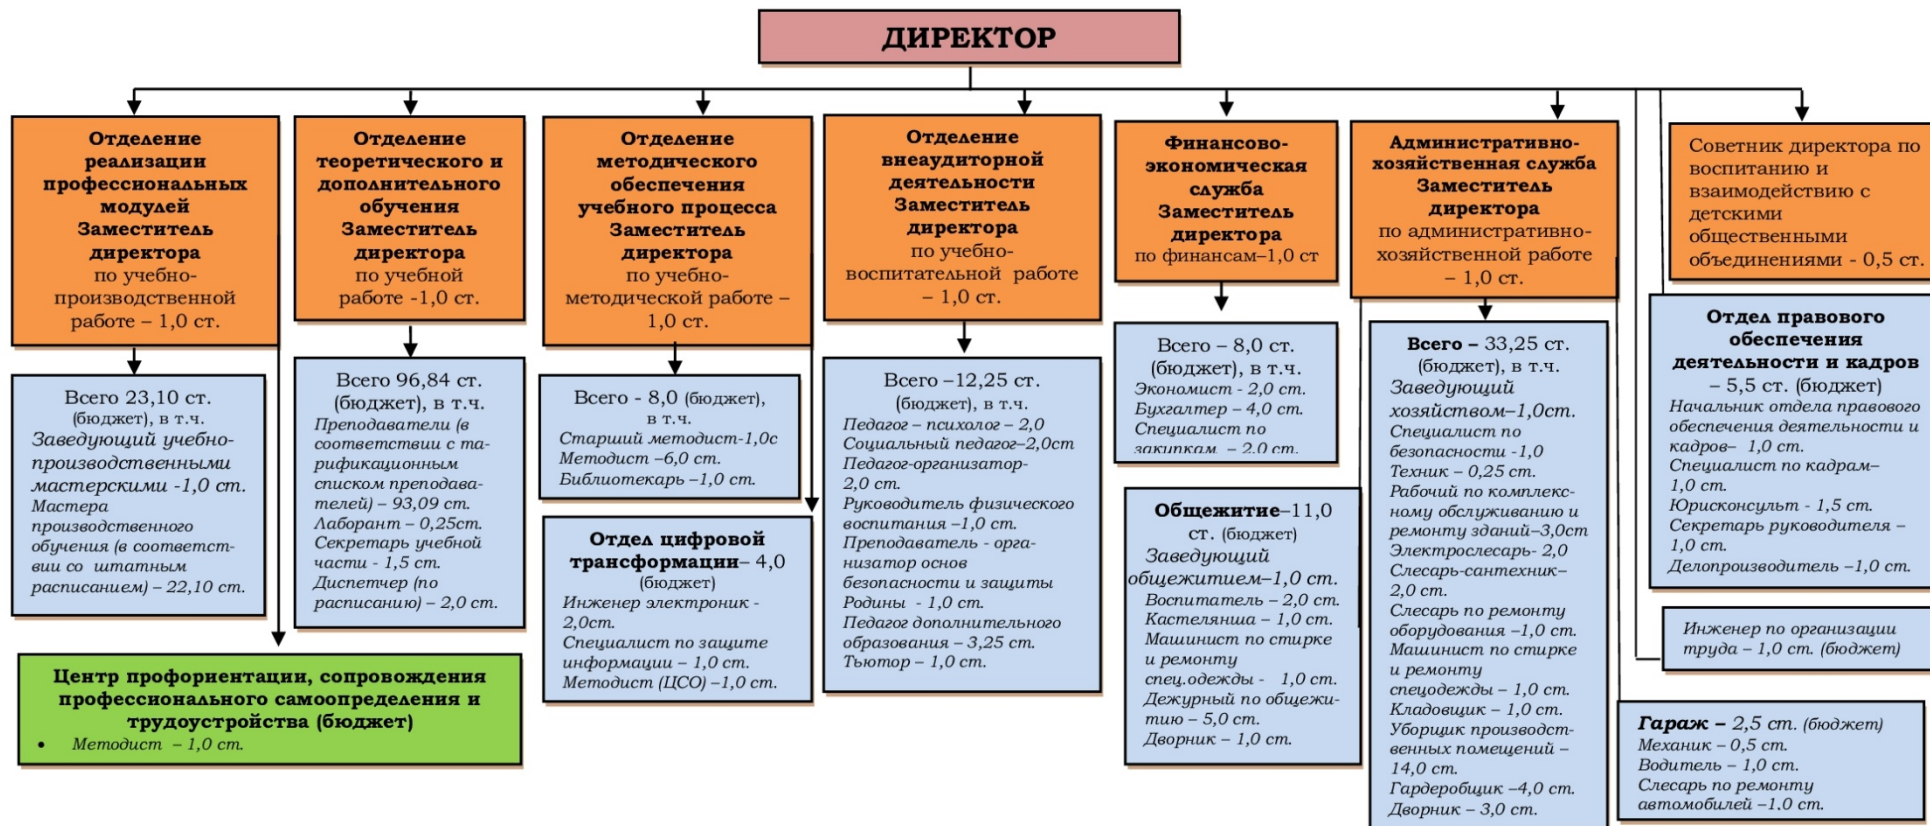 ДИРЕКТОР
Отделение
реализации
профессиональных
модулей
Заместитель
директора
по учебно-
производственной
работе – 1,0 ст.
Отделение
теоретического и
дополнительного
обучения
Заместитель
директора
по учебной
работе -1,0 ст.
Отделение
методического
обеспечения
учебного процесса
Заместитель
директора
по учебно-
методической работе –
1,0 ст.
Отделение
внеаудиторной
деятельности
Заместитель
директора
по учебно-
воспитательной работе
– 1,0 ст.
Финансово-
экономическая
служба
Заместитель
директора
по финансам–1,0 ст
Административно-
хозяйственная служба
Заместитель
директора
по административно-
хозяйственной работе
– 1,0 ст.
Советник директора по
воспитанию и
взаимодействию с
детскими
общественными
объединениями - 0,5 ст.
Всего 23,10 ст.
(бюджет), в т.ч.
Заведующий учебно-
производственными
мастерскими -1,0 ст.
Мастера
производственного
обучения (в соответст-
вии со штатным
расписанием) – 22,10 ст.
Всего 96,84 ст.
(бюджет), в т.ч.
Преподаватели (в
соответствии с та-
рификационным
списком преподава-
телей) – 93,09 ст.
Лаборант – 0,25ст.
Секретарь учебной
части - 1,5 ст.
Диспетчер (по
расписанию) – 2,0 ст.
Всего - 8,0 (бюджет),
в т.ч.
Старший методист-1,0с
Методист –6,0 ст.
Библиотекарь –1,0 ст.
Отдел цифровой
трансформации– 4,0
(бюджет)
Инженер электроник -
2,0ст.
Специалист по защите
информации – 1,0 ст.
Методист (ЦСО) –1,0 ст.
Всего –12,25 ст.
(бюджет), в т.ч.
Педагог – психолог – 2,0
Социальный педагог–2,0ст
Педагог-организатор-
2,0 ст.
Руководитель физического
воспитания –1,0 ст.
Преподаватель - орга-
низатор основ
безопасности и защиты
Родины - 1,0 ст.
Педагог дополнительного
образования – 3,25 ст.
Тьютор – 1,0 ст.
Всего – 8,0 ст.
(бюджет), в т.ч.
Экономист - 2,0 ст.
Бухгалтер – 4,0 ст.
Специалист по
закупкам – 2,0 ст.
Общежитие–11,0
ст. (бюджет)
Заведующий
общежитием–1,0 ст.
Воспитатель – 2,0 ст.
Кастелянша – 1,0 ст.
Машинист по стирке
и ремонту
спец.одежды - 1,0 ст.
Дежурный по общежи-
тию – 5,0 ст.
Дворник – 1,0 ст.
Всего – 33,25 ст.
(бюджет), в т.ч.
Заведующий
хозяйством–1,0ст.
Специалист по
безопасности -1,0
Техник – 0,25 ст.
Рабочий по комплекс-
ному обслуживанию и
ремонту зданий–3,0ст
Электрослесарь- 2,0
Слесарь-сантехник–
2,0 ст.
Слесарь по ремонту
оборудования –1,0 ст.
Машинист по стирке
и ремонту
спецодежды – 1,0 ст.
Кладовщик – 1,0 ст.
Уборщик производст-
венных помещений –
14,0 ст.
Гардеробщик –4,0 ст.
Дворник – 3,0 ст.
Отдел правового
обеспечения
деятельности и кадров
– 5,5 ст. (бюджет)
Начальник отдела правового
обеспечения деятельности и
кадров– 1,0 ст.
Специалист по кадрам–
1,0 ст.
Юрисконсульт - 1,5 ст.
Секретарь руководителя –
1,0 ст.
Делопроизводитель –1,0 ст.
Инженер по организации
труда – 1,0 ст. (бюджет)
Гараж – 2,5 ст. (бюджет)
Механик – 0,5 ст.
Водитель – 1,0 ст.
Слесарь по ремонту
автомобилей –1.0 ст.
Центр профориентации, сопровождения
профессионального самоопределения и
трудоустройства (бюджет)
• Методист – 1,0 ст.